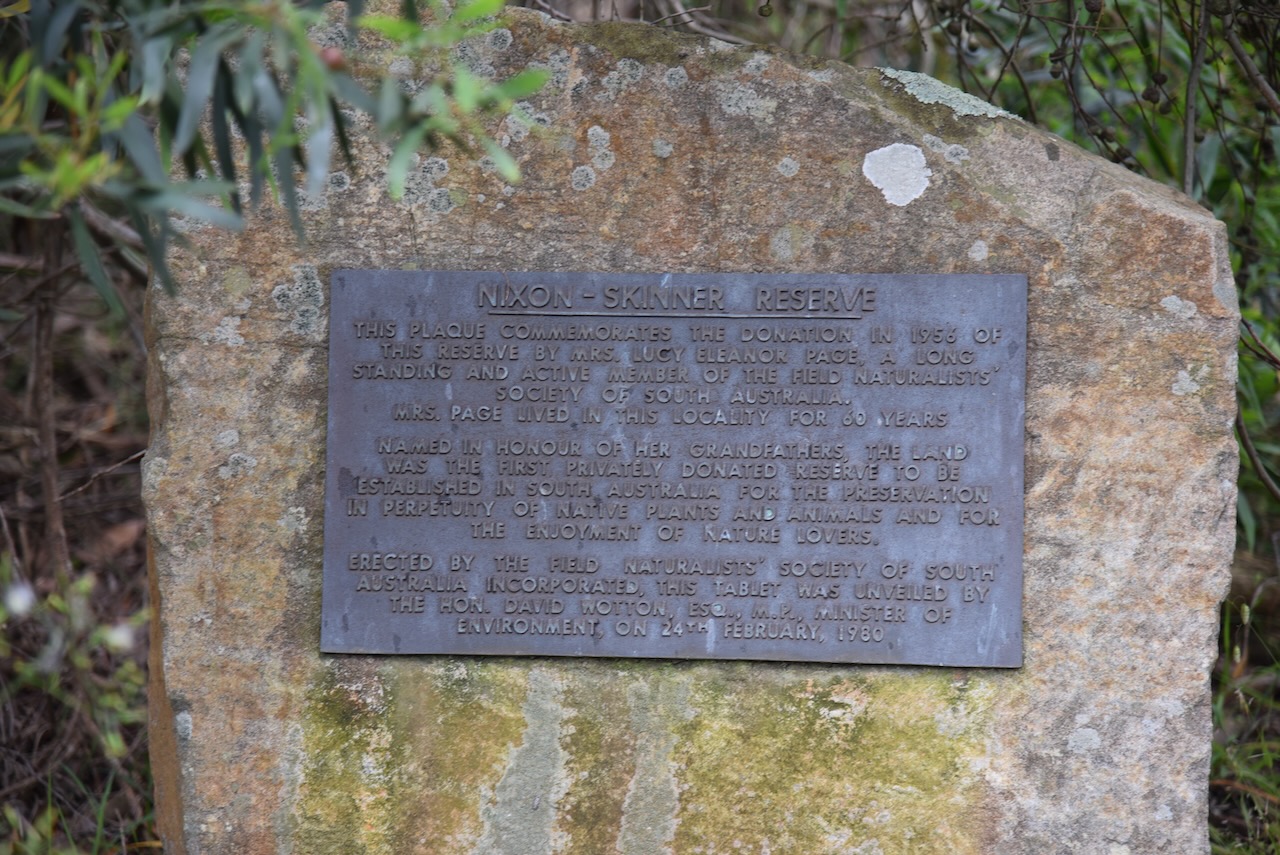 NIXON - SKINNER RESERVE
THIS PLAQUE COMMEMORATES THE DONATION IN 1956 OF
THIS RESERVE BY MRS. LUCY ELEANOR PAGE, A LONG
STANDING AND ACTIVE MEMBER OF THE FIELD NATURALISTS'
SOCIETY OF SOUTH AUSTRALIA.
MRS. PAGE LIVED IN THIS LOCALITY FOR 60 YEARS
NAMED IN HONOUR OF HER GRANDFATHERS, THE LAND
WAS THE FIRST, PRIVATELY DONATED RESERVE TO BE
ESTABLISHED IN SOUTH AUSTRALIA FOR THE PRESERVATION
IN PERPETUITY OF NATIVE PLANTS AND ANIMALS AND FOR
THE ENJOYMENT OF NATURE LOVERS.
ERECTED BY THE FIELD NATURALISTS' SOCIETY OF SOUTH
AUSTRALIA INCORPORATED, THIS TABLET WAS UNVEILED BY
THE HON. DAVID WOTTON, ESQ., M.P., MINISTER OF
ENVIRONMENT, ON 24TH FEBRUARY, 1980